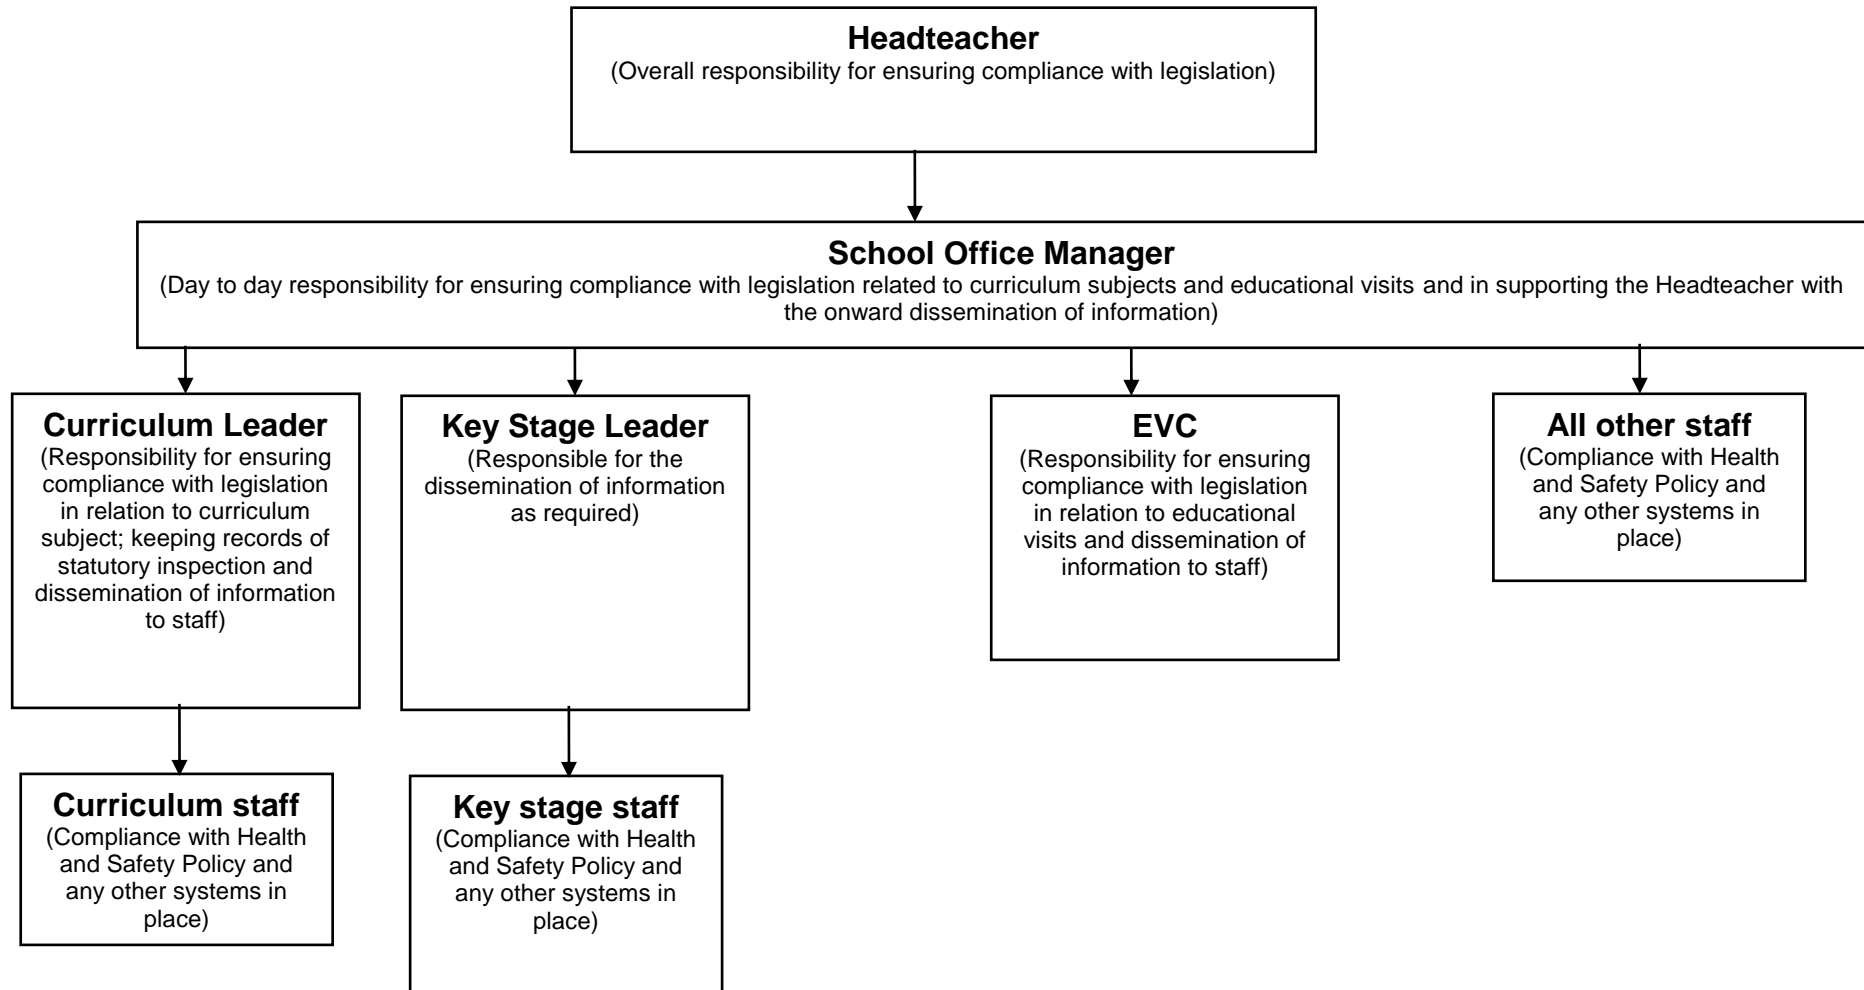 Headteacher
(Overall responsibility for ensuring compliance with legislation)
School Office Manager
(Day to day responsibility for ensuring compliance with legislation related to curriculum subjects and educational visits and in supporting the Headteacher with
the onward dissemination of information)
Curriculum Leader
(Responsibility for ensuring
compliance with legislation
in relation to curriculum
subject; keeping records of
statutory inspection and
dissemination of information
to staff)
Key Stage Leader
(Responsible for the
dissemination of information
as required)
EVC
(Responsibility for ensuring
compliance with legislation
in relation to educational
visits and dissemination of
information to staff)
All other staff
(Compliance with Health
and Safety Policy and
any other systems in
place)
Curriculum staff
(Compliance with Health
and Safety Policy and
any other systems in
place)
Key stage staff
(Compliance with Health
and Safety Policy and
any other systems in
place)